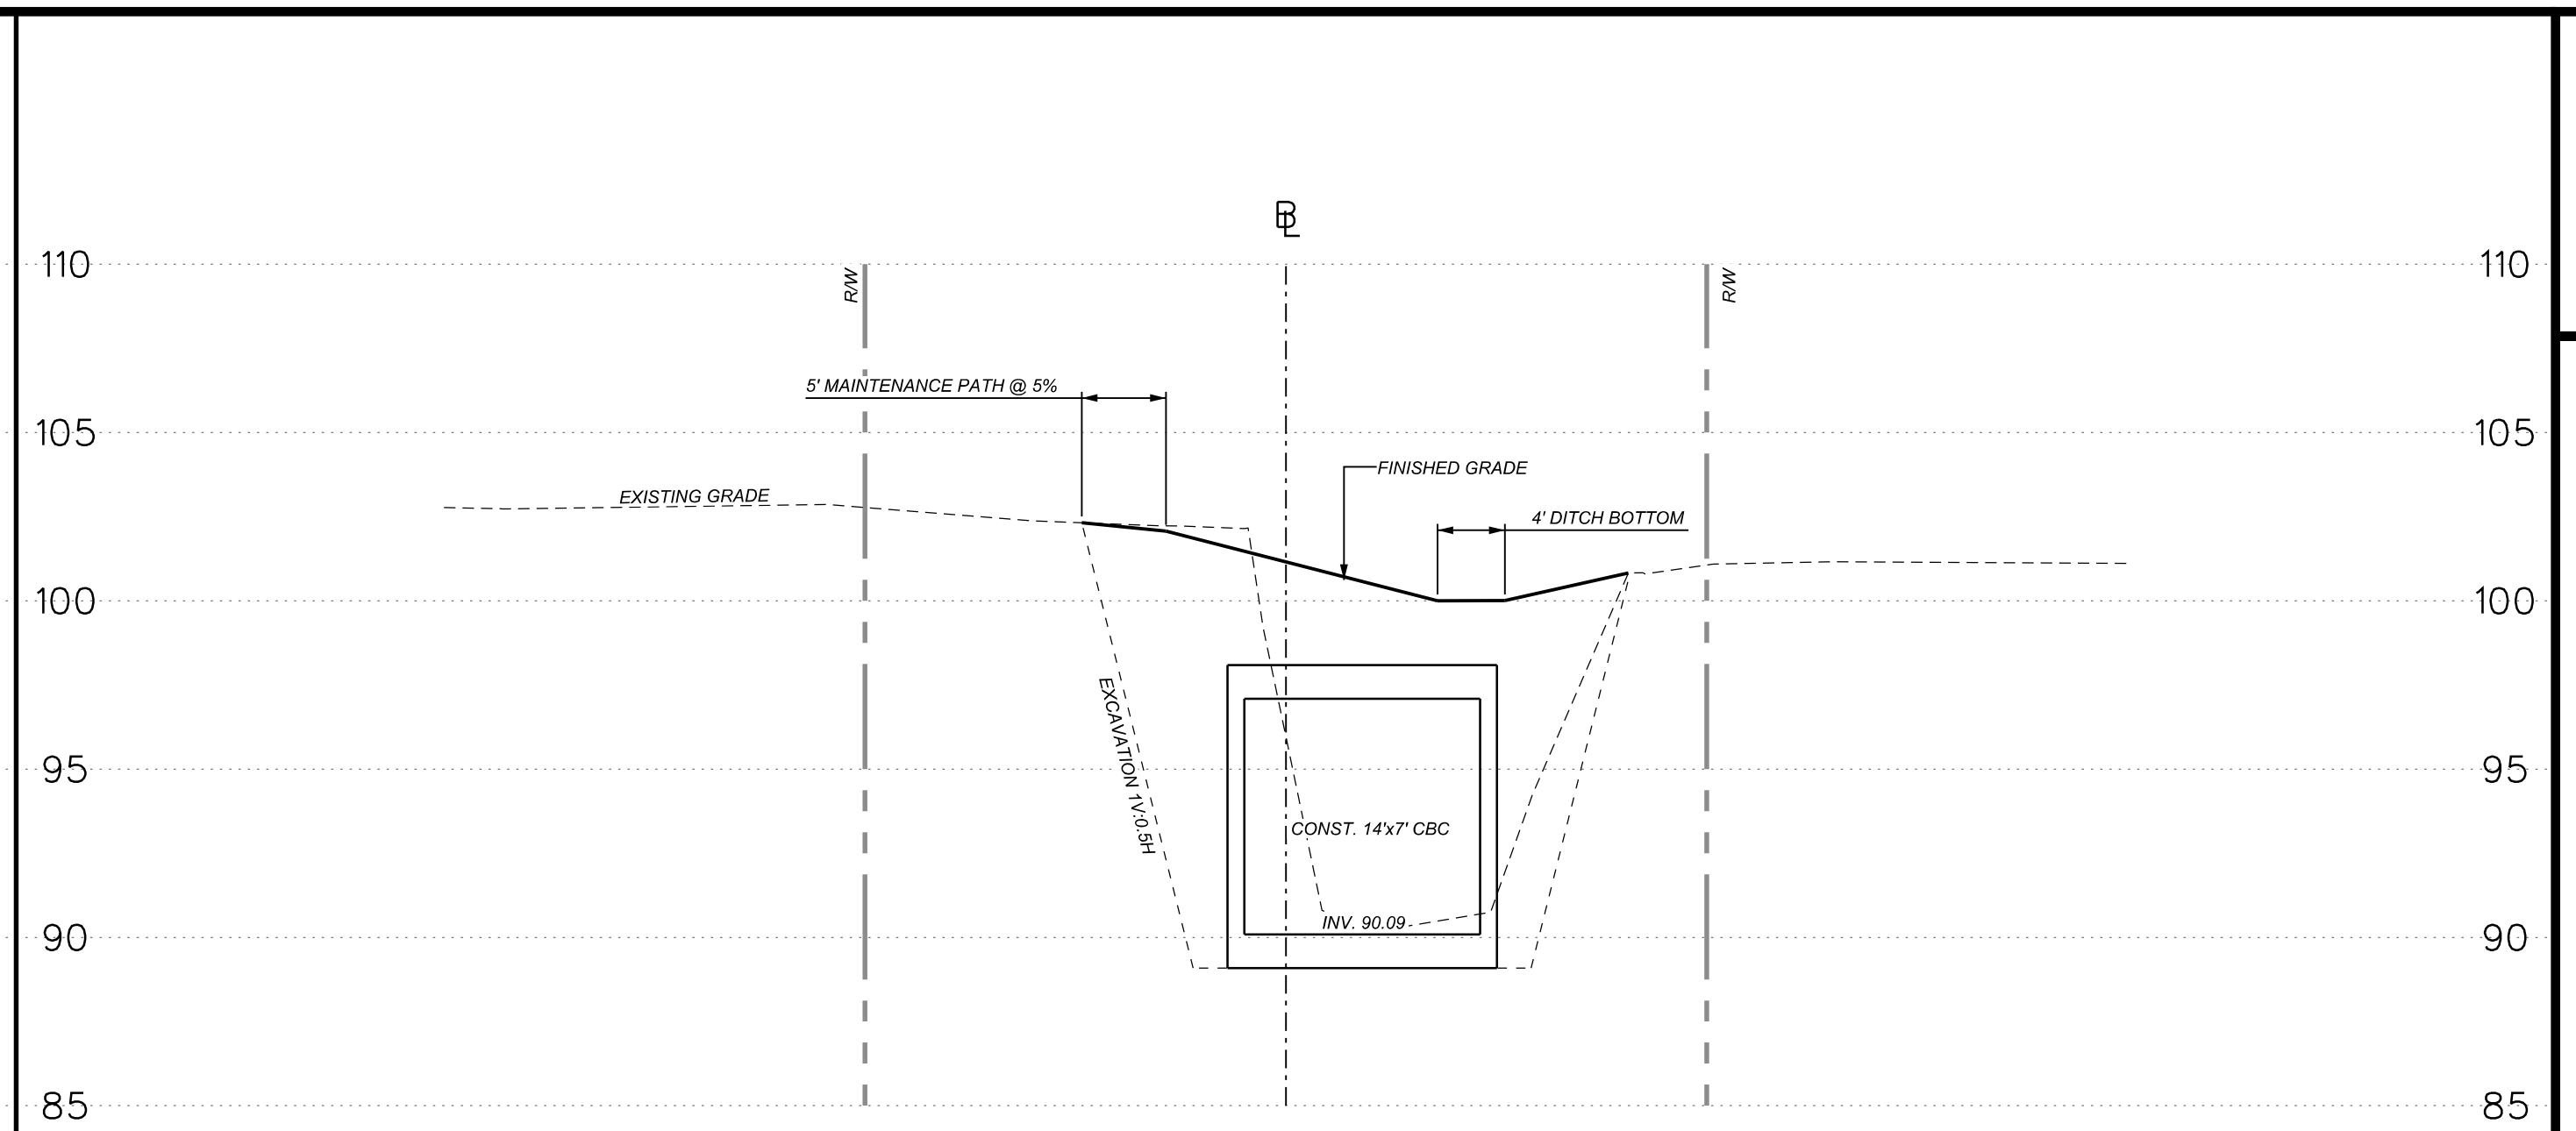 BL
110 110
R/W R/W
5' MAINTENANCE PATH @ 5%
105 105
FINISHED GRADE
EXISTING GRADE
4' DITCH BOTTOM
100 100
EXCAVATION 1V:0.5H
95 95
CONST. 14'x7' CBC
INV. 90.09
90 90
85 85